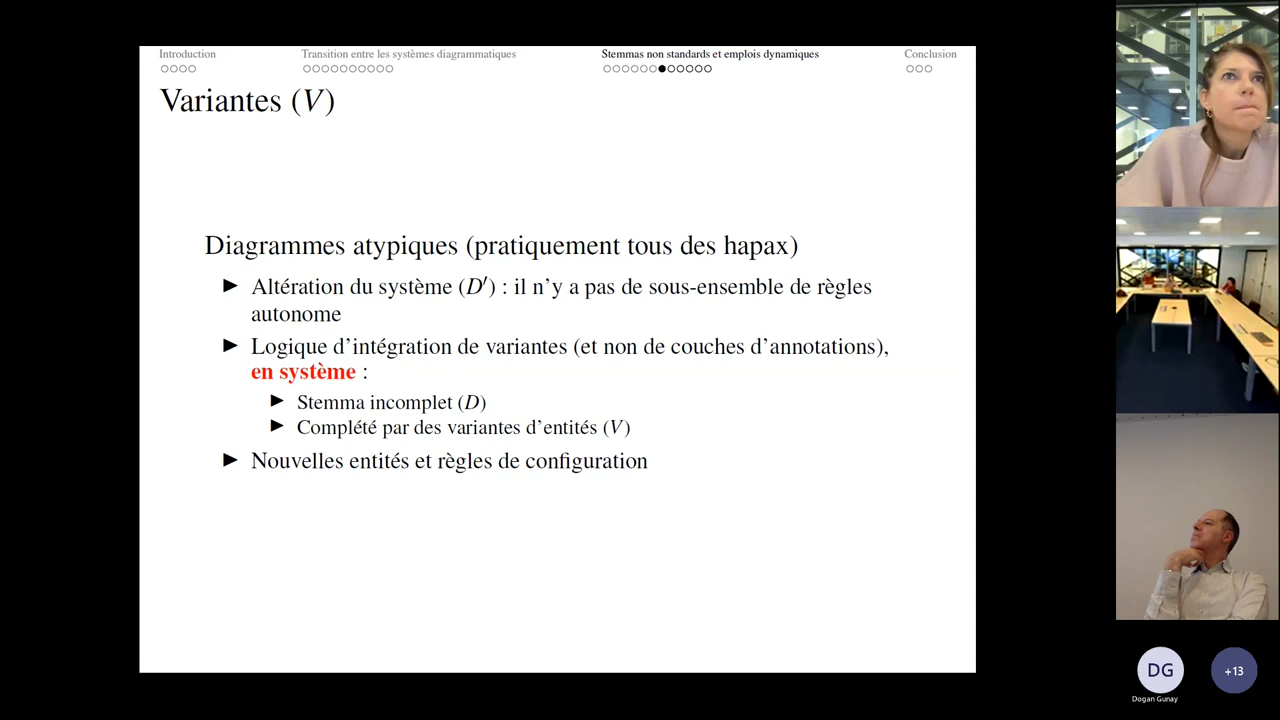 Introduction
Transition entre les systèmes diagrammatiques
Stemmas non standards et emplois dynamiques
Conclusion
Variantes (V)
Diagrammes atypiques (pratiquement tous des hapax)
Altération du système (D′) : il n’y a pas de sous-ensemble de règles
autonome
Logique d’intégration de variantes (et non de couches d’annotations),
en système :
Stemma incomplet (D)
Complété par des variantes d’entités (V)
Nouvelles entités et règles de configuration
DG
+13
Dogan Gunay